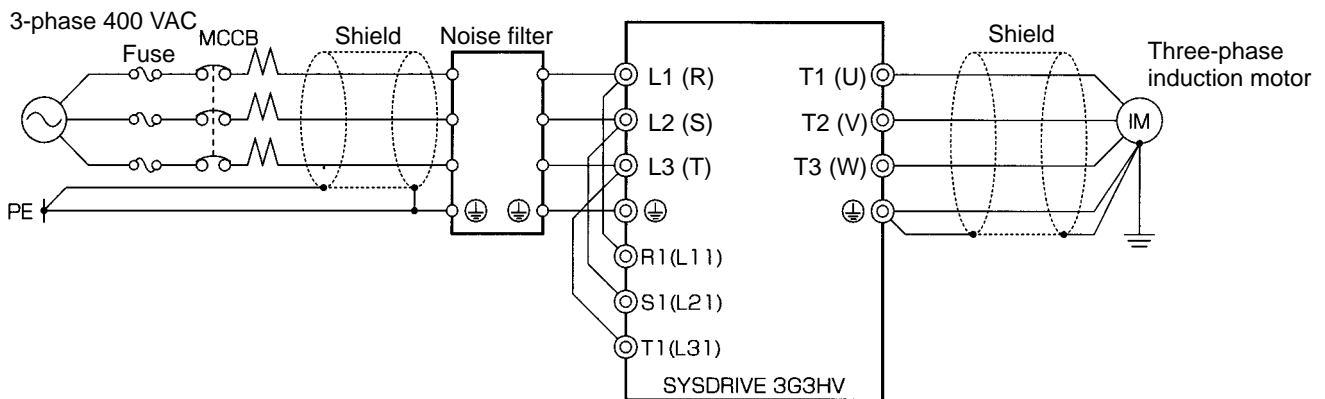 3-phase 400 VAC
Fuse
MCCB
Shield
Noise filter
Shield
Three-phase
induction motor
L1 (R)
T1 (U)
L2 (S)
T2 (V)
IM
L3 (T)
T3 (W)
PE
R1(L11)
S1(L21)
T1(L31)
SYSDRIVE 3G3HV